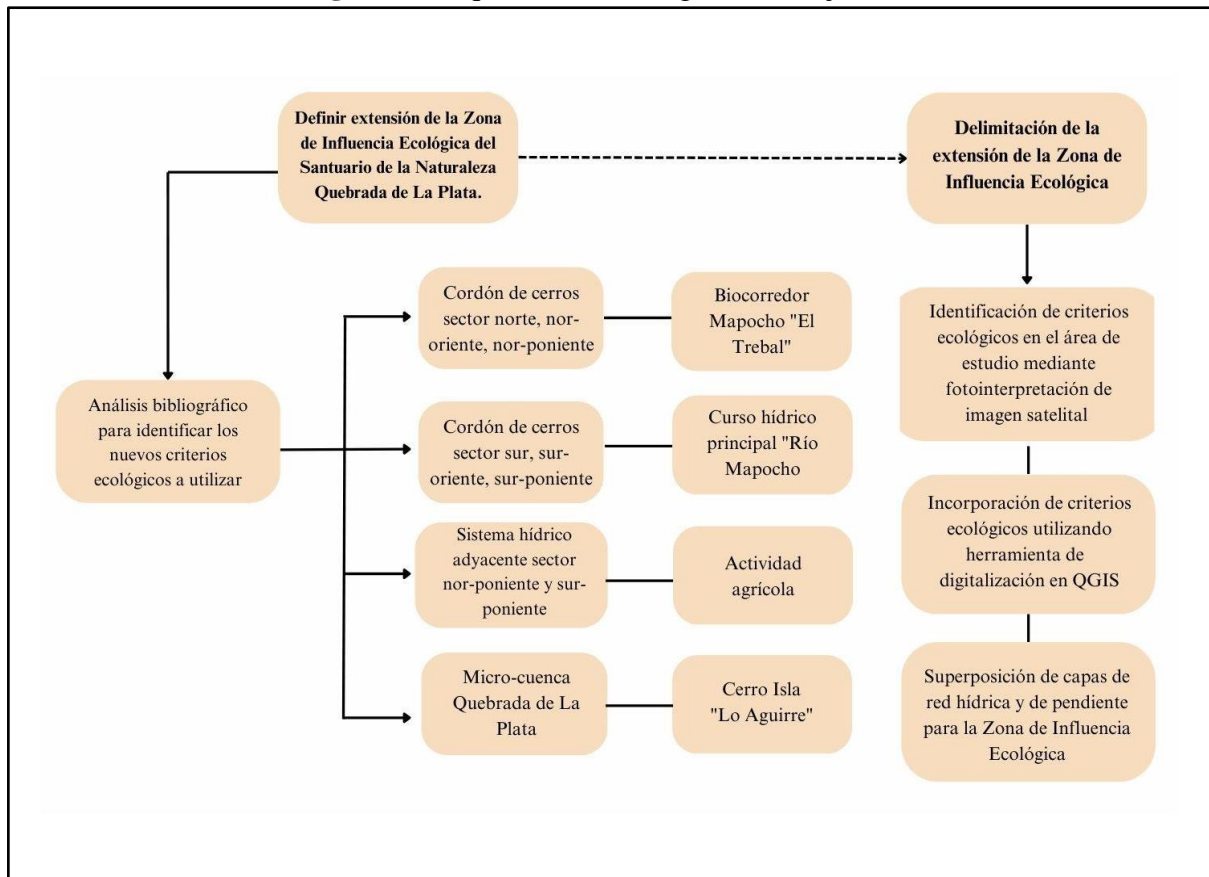 Definir extensión de la Zona
de Influencia Ecológica del
Santuario de la Naturaleza
Quebrada de La Plata.
Delimitación de la
extensión de la Zona de
Influencia Ecológica
Análisis bibliográfico
para identificar los
nuevos criterios
ecológicos a utilizar
Cordón de cerros
sector norte, nor-
oriente, nor-poniente
Biocorredor
Mapocho "El
Trebal"
Cordón de cerros
sector sur, sur-
oriente, sur-poniente
Curso hídrico
principal "Río
Mapocho
Sistema hídrico
adyacente sector
nor-poniente y sur-
poniente
Actividad
agrícola
Micro-cuenca
Quebrada de La
Plata
Cerro Isla
"Lo Aguirre"
Identificación de criterios
ecológicos en el área de
estudio mediante
fotointerpretación de
imagen satelital
Incorporación de criterios
ecológicos utilizando
herramienta de
digitalización en QGIS
Superposición de capas de
red hídrica y de pendiente
para la Zona de Influencia
Ecológica